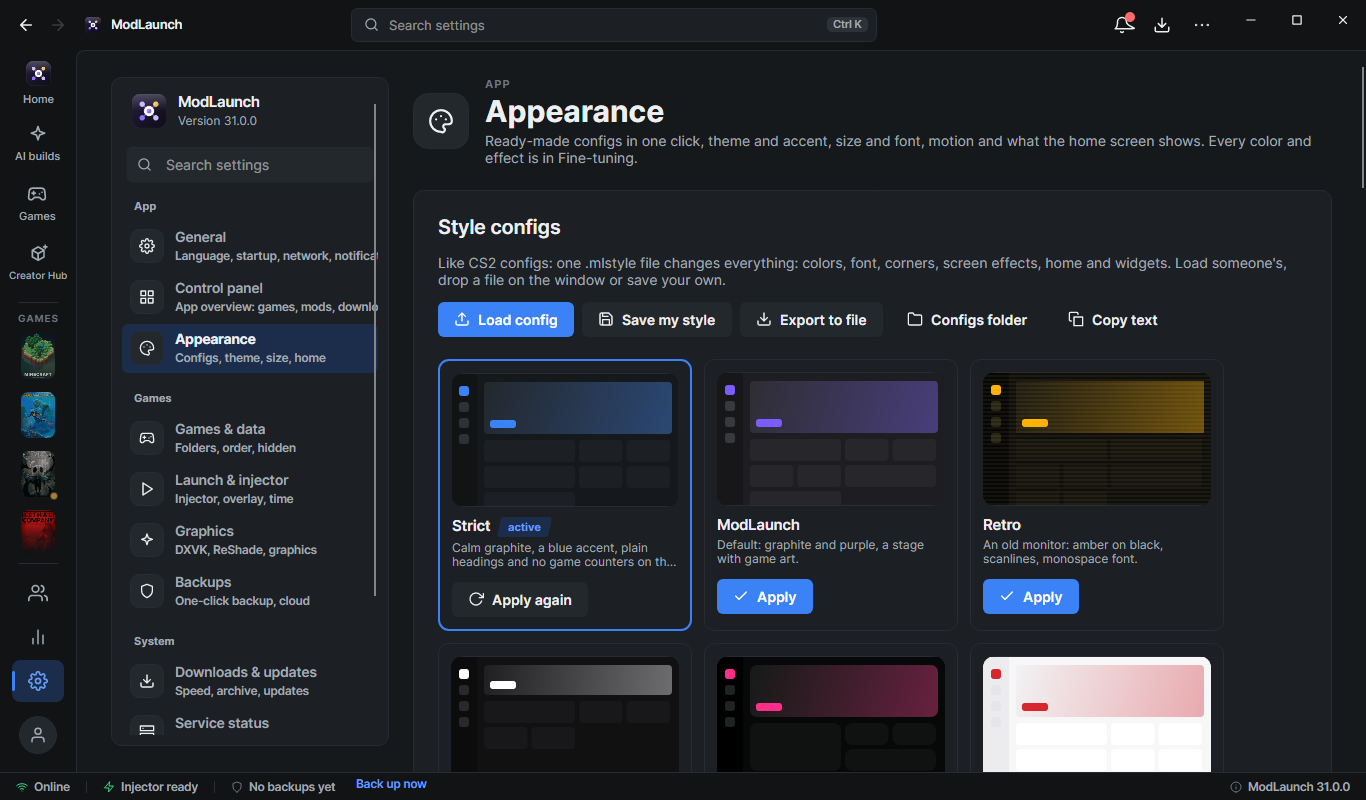 ModLaunch
Search settings
Ctrl K
Home
AI builds
Games
Creator Hub
GAMES
MINECRAFT
LETHAL
COMPANY
ModLaunch
Version 31.0.0
Search settings
App
General
Language, startup, network, notifica
Control panel
App overview: games, mods, downlo
Appearance
Configs, theme, size, home
Games
Games & data
Folders, order, hidden
Launch & injector
Injector, overlay, time
Graphics
DXVK, ReShade, graphics
Backups
One-click backup, cloud
System
Downloads & updates
Speed, archive, updates
Service status
APP
Appearance
Ready-made configs in one click, theme and accent, size and font, motion and what the home screen shows. Every color and
effect is in Fine-tuning.
Style configs
Like CS2 configs: one .mlstyle file changes everything: colors, font, corners, screen effects, home and widgets. Load someone's,
drop a file on the window or save your own.
Load config
Save my style
Export to file
Configs folder
Copy text
Strict
active
Calm graphite, a blue accent, plain
headings and no game counters on th...
Apply again
ModLaunch
Default: graphite and purple, a stage
with game art.
Apply
Retro
An old monitor: amber on black,
scanlines, monospace font.
Apply
Online
Injector ready
No backups yet
Back up now
ModLaunch 31.0.0